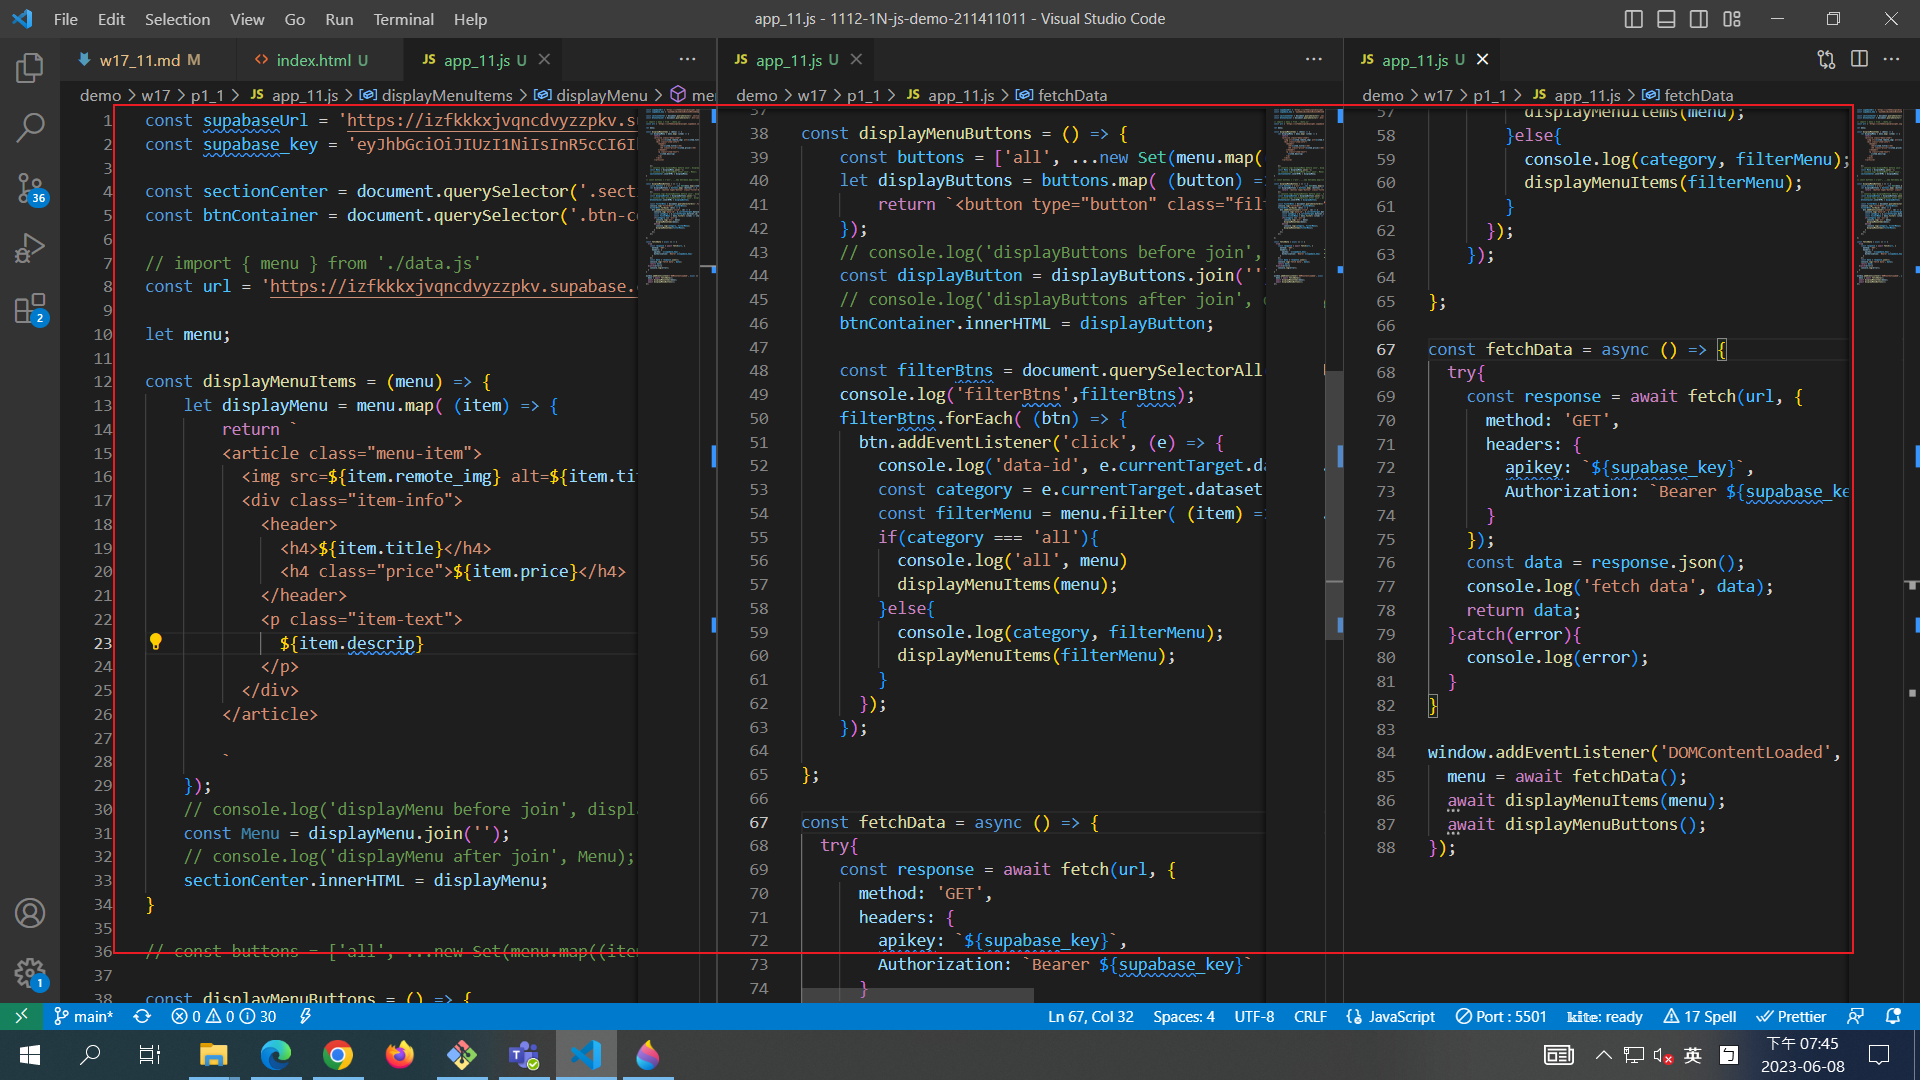 File Edit Selection View Go Run Terminal Help
app_11.js - 1112-1N-js-demo-211411011 - Visual Studio Code
w17_11.md M
index.html U
JS app_11.js U
demo > w17 > p1_1 > JS app_11.js > displayMenuItems > displayMenu >
1 const supabaseUrl = 'https://izfkkkxjvqncdvyzzpkv.su
2 const supabase_key = 'eyJhbGciOiJIUzI1NiIsInR5cCI6I
3
4 const sectionCenter = document.querySelector('.sect
5 const btnContainer = document.querySelector('.btn-co
6
7 // import { menu } from './data.js'
8 const url = 'https://izfkkkxjvqncdvyzzpkv.supabase.
9
10 let menu;
11
12 const displayMenuItems = (menu) => {
13 let displayMenu = menu.map( (item) => {
14 return `
15 <article class="menu-item">
16 <img src=${item.remote_img} alt=${item.tit
17 <div class="item-info">
18 <header>
19 <h4>${item.title}</h4>
20 <h4 class="price">${item.price}</h4>
21 </header>
22 <p class="item-text">
23 ${item.descrip}
24 </p>
25 </div>
26 </article>
27
28 `
29 });
30 // console.log('displayMenu before join', displ
31 const Menu = displayMenu.join('');
32 // console.log('displayMenu after join', Menu);
33 sectionCenter.innerHTML = displayMenu;
34 }
35
36 // const buttons = ['all', ...new Set(menu.map((ite
37
38 const displayMenuButtons = () => {
JS app_11.js U
demo > w17 > p1_1 > JS app_11.js > fetchData
37
38 const displayMenuButtons = () => {
39 const buttons = ['all', ...new Set(menu.map(
40 let displayButtons = buttons.map( (button) =>
41 return `<button type="button" class="filt
42 });
43 // console.log('displayButtons before join',
44 const displayButton = displayButtons.join(''
45 // console.log('displayButtons after join',
46 btnContainer.innerHTML = displayButton;
47
48 const filterBtns = document.querySelectorAll
49 console.log('filterBtns',filterBtns);
50 filterBtns.forEach( (btn) => {
51 btn.addEventListener('click', (e) => {
52 console.log('data-id', e.currentTarget.da
53 const category = e.currentTarget.dataset
54 const filterMenu = menu.filter( (item) =>
55 if(category === 'all'){
56 console.log('all', menu)
57 displayMenuItems(menu);
58 }else{
59 console.log(category, filterMenu);
60 displayMenuItems(filterMenu);
61 }
62 });
63 });
64
65 };
66
67 const fetchData = async () => {
68 try{
69 const response = await fetch(url, {
70 method: 'GET',
71 headers: {
72 apikey: `${supabase_key}`,
73 Authorization: `Bearer ${supabase_key}`
74 }
JS app_11.js U
demo > w17 > p1_1 > JS app_11.js > fetchData
57 displayMenuItems(menu);
58 }else{
59 console.log(category, filterMenu);
60 displayMenuItems(filterMenu);
61 }
62 });
63 });
64
65 };
66
67 const fetchData = async () => {
68 try{
69 const response = await fetch(url, {
70 method: 'GET',
71 headers: {
72 apikey: `${supabase_key}`,
73 Authorization: `Bearer ${supabase_ke
74 }
75 });
76 const data = response.json();
77 console.log('fetch data', data);
78 return data;
79 }catch(error){
80 console.log(error);
81 }
82 }
83
84 window.addEventListener('DOMContentLoaded',
85 menu = await fetchData();
86 await displayMenuItems(menu);
87 await displayMenuButtons();
88 });
36
2
1
main* 0 0 30
Ln 67, Col 32 Spaces: 4 UTF-8 CRLF JavaScript Port : 5501 kite: ready 17 Spell Prettier
英
下午 07:45
2023-06-08